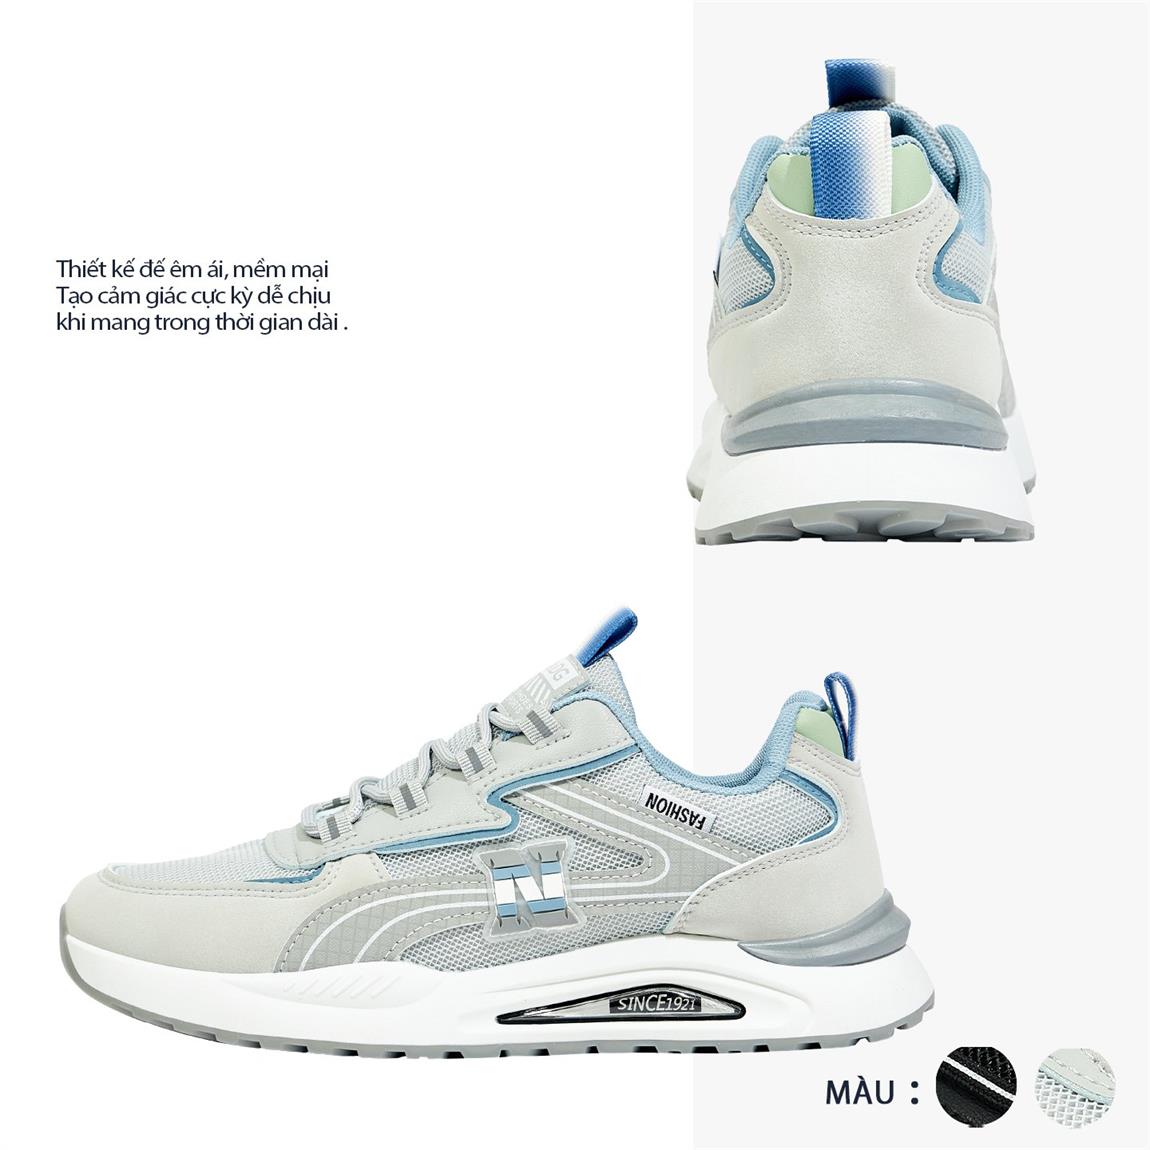 Thiết kế đế êm ái, mềm mại
Tạo cảm giác cực kỳ dễ chịu
khi mang trong thời gian dài .
FASHION
N
SINCE1921
MÀU :